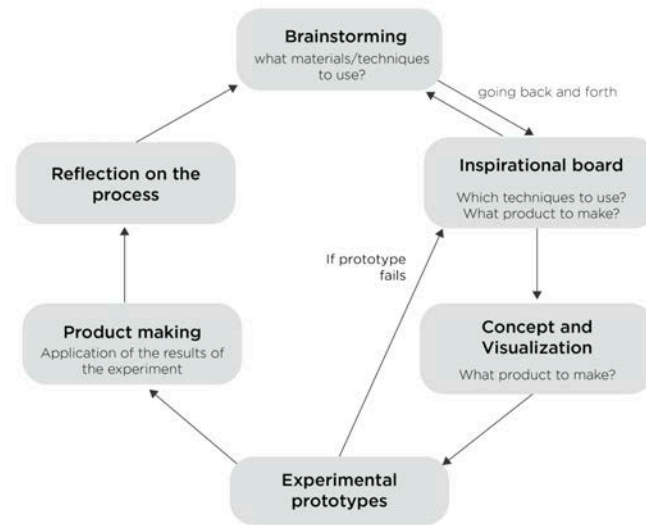 Brainstorming
what materials/techniques
to use?
going back and forth
Inspirational board
Which techniques to use?
What product to make?
Reflection on the
process
If prototype
fails
Product making
Application of the results of
the experiment
Concept and
Visualization
What product to make?
Experimental
prototypes